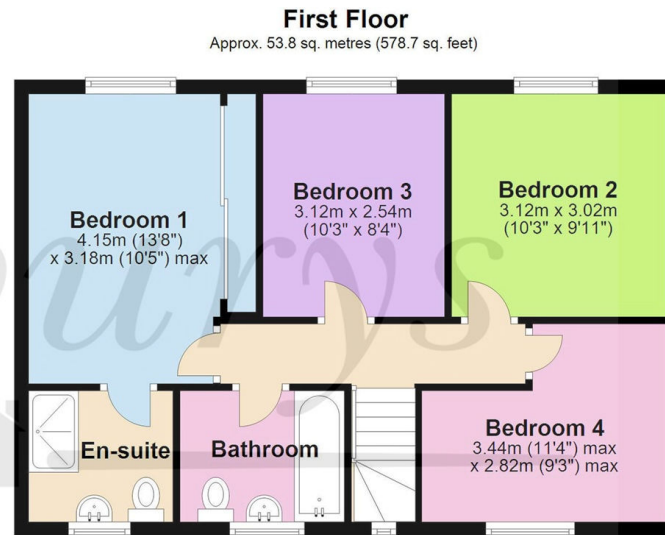 First Floor
Approx. 53.8 sq. metres (578.7 sq. feet)
Bedroom 1
4.15m (13'8")
x 3.18m (10'5") max
Bedroom 3
3.12m x 2.54m
(10'3" x 8'4")
Bedroom 2
3.12m x 3.02m
(10'3" x 9'11")
En-suite
Bathroom
Bedroom 4
3.44m (11'4") max
x 2.82m (9'3") max